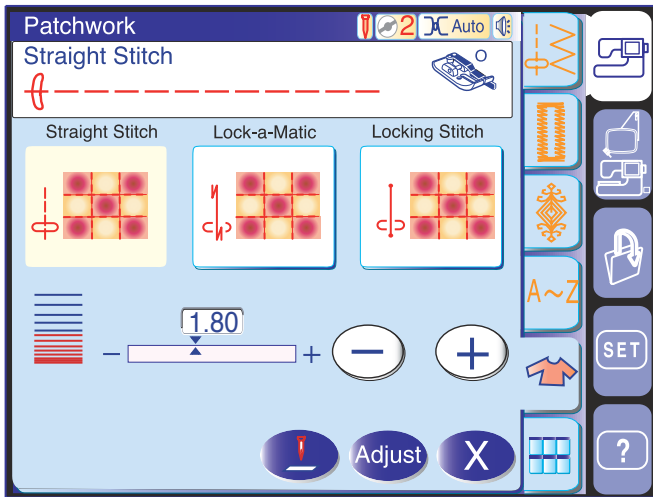 Patchwork
2 Auto
Straight Stitch
Straight Stitch Lock-a-Matic Locking Stitch
A~Z
1.80
− +
− +
SET
Adjust X
?